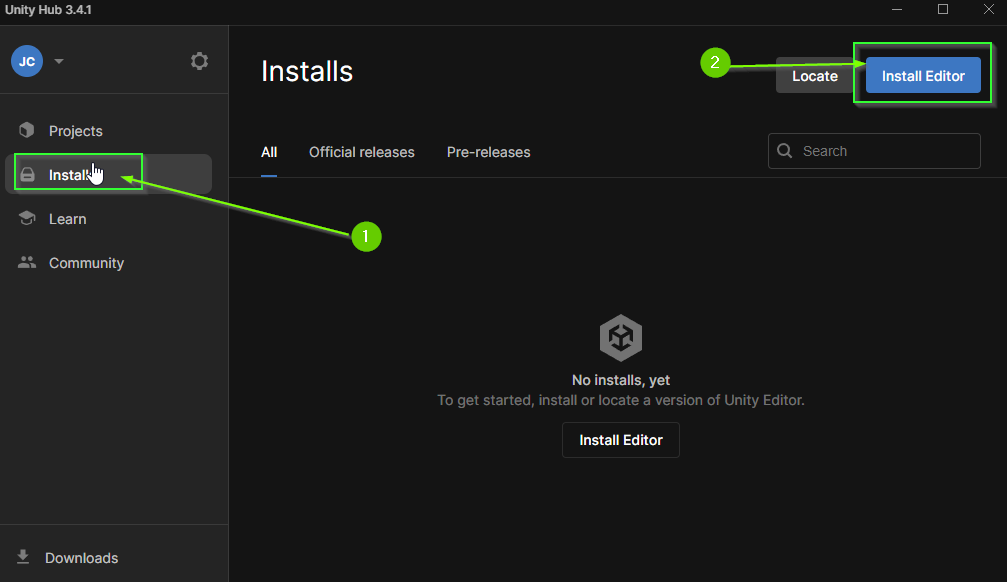 Unity Hub 3.4.1
JC
Projects
Installs
Learn
Community
Downloads
Installs
Locate
Install Editor
2
All
Official releases
Pre-releases
Search
1
No installs, yet
To get started, install or locate a version of Unity Editor.
Install Editor